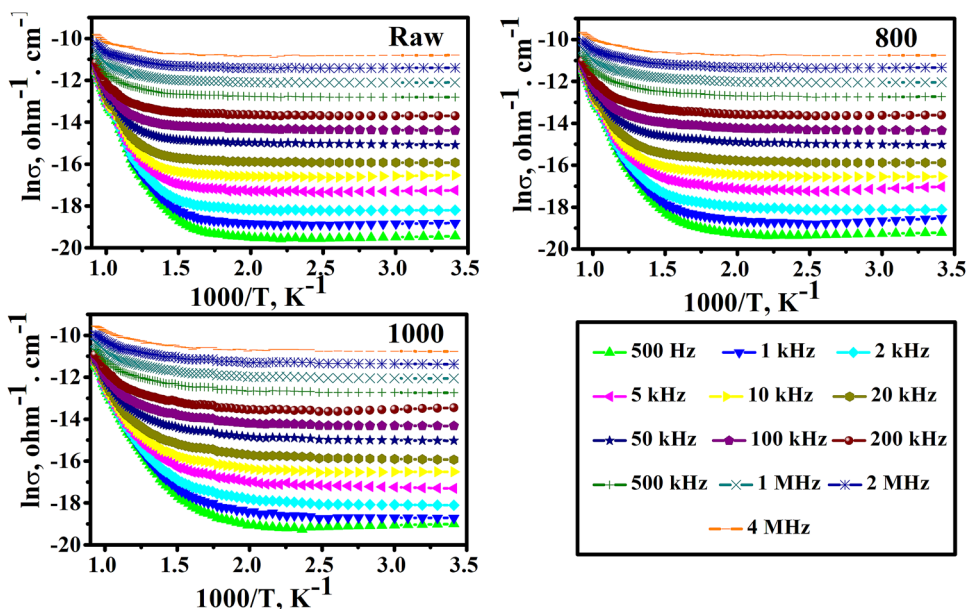 Raw
lnσ, ohm⁻¹ . cm⁻¹
-10
-12
-14
-16
-18
-20
1.0 1.5 2.0 2.5 3.0 3.5
1000/T, K⁻¹
800
lnσ, ohm⁻¹ . cm⁻¹
-10
-12
-14
-16
-18
-20
1.0 1.5 2.0 2.5 3.0 3.5
1000/T, K⁻¹
1000
lnσ, ohm⁻¹ . cm⁻¹
-10
-12
-14
-16
-18
-20
1.0 1.5 2.0 2.5 3.0 3.5
1000/T, K⁻¹
500 Hz 1 kHz 2 kHz
5 kHz 10 kHz 20 kHz
50 kHz 100 kHz 200 kHz
500 kHz 1 MHz 2 MHz
4 MHz